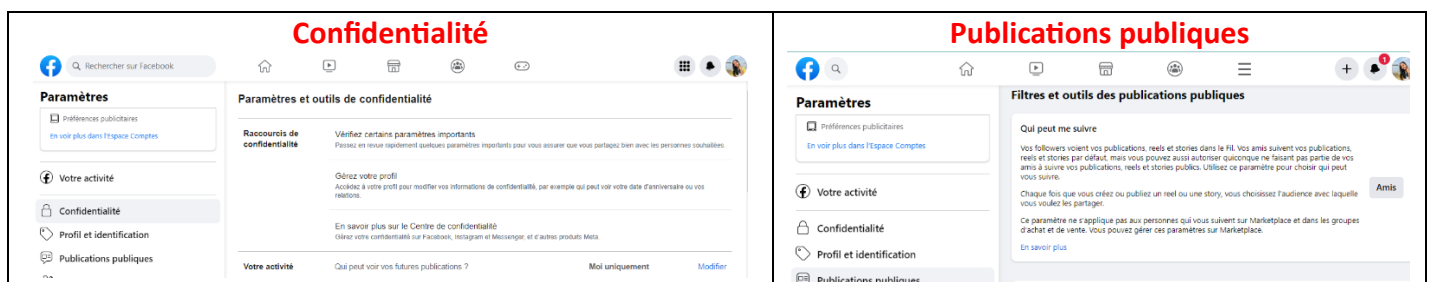 Confidentialité
Rechercher sur Facebook
Paramètres
Préférences publicitaires
En voir plus dans l'Espace Comptes
Votre activité
Confidentialité
Profil et identification
Publications publiques
Paramètres et outils de confidentialité
Raccourcis de
confidentialité
Vérifiez certains paramètres importants
Passez en revue rapidement quelques paramètres importants pour vous assurer que vous partagez bien avec les personnes souhaitées.
Gérez votre profil
Accédez à votre profil pour modifier vos informations de confidentialité, par exemple qui peut voir votre date d'anniversaire ou vos
relations.
En savoir plus sur le Centre de confidentialité
Gérez votre confidentialité sur Facebook, Instagram et Messenger, et d'autres produits Meta.
Votre activité
Qui peut voir vos futures publications ?
Moi uniquement
Modifier
Publications publiques
1
Paramètres
Préférences publicitaires
En voir plus dans l'Espace Comptes
Votre activité
Confidentialité
Profil et identification
Publications publiques
Filtres et outils des publications publiques
Qui peut me suivre
Vos followers voient vos publications, reels et stories dans le Fil. Vos amis suivent vos publications,
reels et stories par défaut, mais vous pouvez aussi autoriser quiconque ne faisant pas partie de vos
amis à suivre vos publications, reels et stories publics. Utilisez ce paramètre pour choisir qui peut
vous suivre.
Chaque fois que vous créez ou publiez un reel ou une story, vous choisissez l'audience avec laquelle
vous voulez les partager.
Ce paramètre ne s'applique pas aux personnes qui vous suivent sur Marketplace et dans les groupes
d'achat et de vente. Vous pouvez gérer ces paramètres sur Marketplace.
En savoir plus
Amis